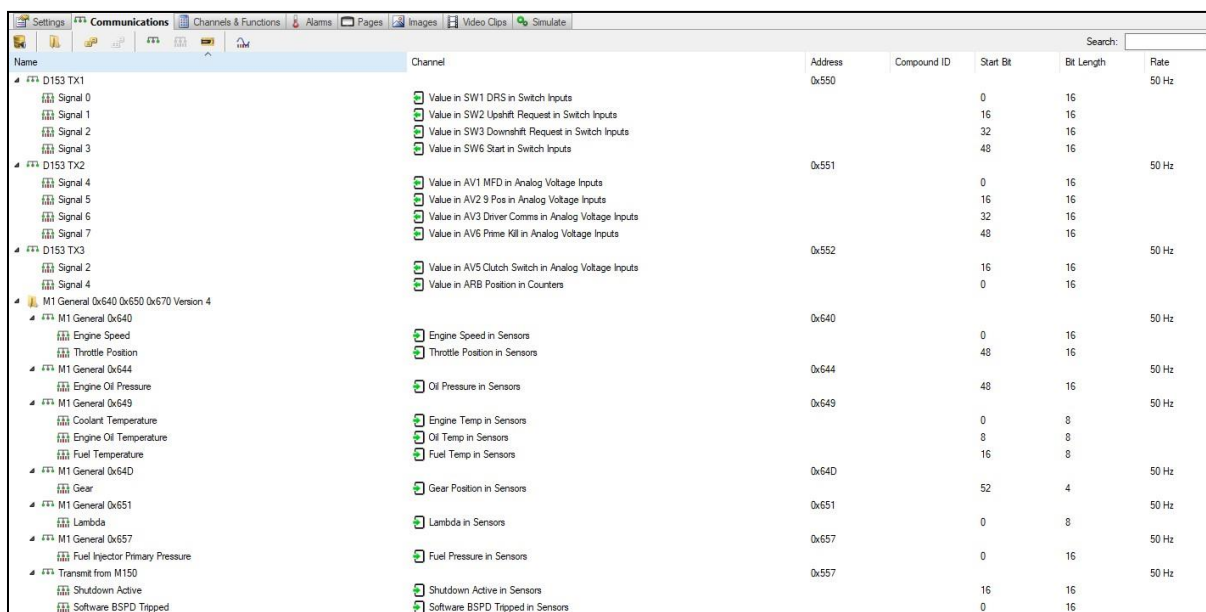 Settings Communications Channels & Functions Alarms Pages Images Video Clips Simulate
Search:
Name Channel Address Compound ID Start Bit Bit Length Rate
D153 TX1 0x550 50 Hz
Signal 0 Value in SW1 DRS in Switch Inputs 0 16
Signal 1 Value in SW2 Upshift Request in Switch Inputs 16 16
Signal 2 Value in SW3 Downshift Request in Switch Inputs 32 16
Signal 3 Value in SW6 Start in Switch Inputs 48 16
D153 TX2 0x551 50 Hz
Signal 4 Value in AV1 MFD in Analog Voltage Inputs 0 16
Signal 5 Value in AV2 9 Pos in Analog Voltage Inputs 16 16
Signal 6 Value in AV3 Driver Comms in Analog Voltage Inputs 32 16
Signal 7 Value in AV6 Prime Kill in Analog Voltage Inputs 48 16
D153 TX3 0x552 50 Hz
Signal 2 Value in AV5 Clutch Switch in Analog Voltage Inputs 16 16
Signal 4 Value in ARB Position in Counters 0 16
M1 General 0x640 0x650 0x670 Version 4
M1 General 0x640 0x640 50 Hz
Engine Speed Engine Speed in Sensors 0 16
Throttle Position Throttle Position in Sensors 48 16
M1 General 0x644 0x644 50 Hz
Engine Oil Pressure Oil Pressure in Sensors 48 16
M1 General 0x649 0x649 50 Hz
Coolant Temperature Engine Temp in Sensors 0 8
Engine Oil Temperature Oil Temp in Sensors 8 8
Fuel Temperature Fuel Temp in Sensors 16 8
M1 General 0x64D 0x64D 50 Hz
Gear Gear Position in Sensors 52 4
M1 General 0x651 0x651 50 Hz
Lambda Lambda in Sensors 0 8
M1 General 0x657 0x657 50 Hz
Fuel Injector Primary Pressure Fuel Pressure in Sensors 0 16
Transmit from M150 0x557 50 Hz
Shutdown Active Shutdown Active in Sensors 16 16
Software BSPD Tripped Software BSPD Tripped in Sensors 0 16